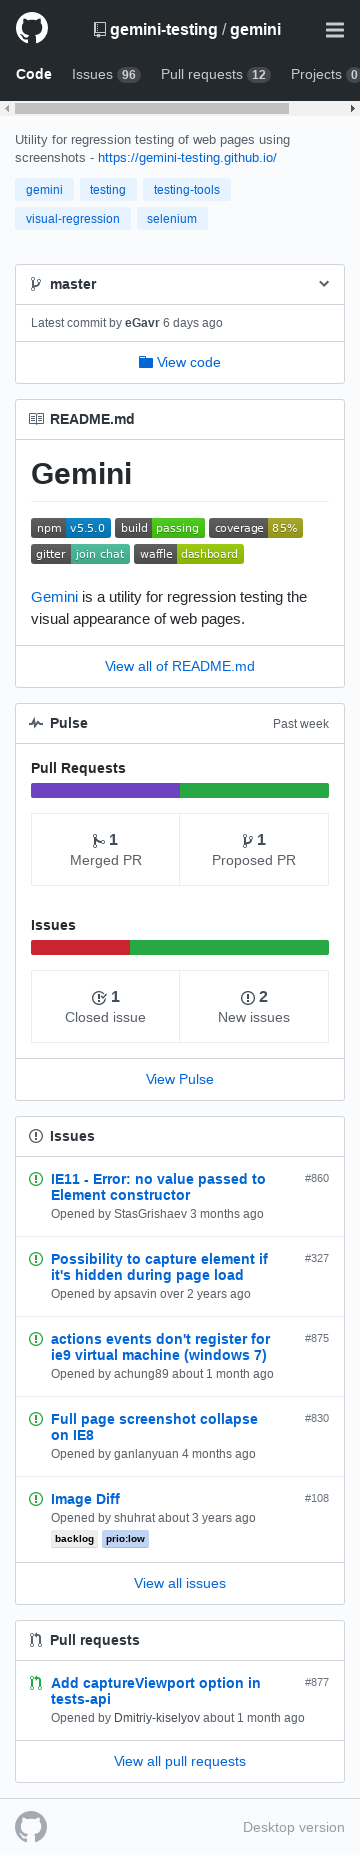 gemini-testing / gemini
Code Issues 96 Pull requests 12 Projects 0
Utility for regression testing of web pages using
screenshots - https://gemini-testing.github.io/
gemini testing testing-tools
visual-regression selenium
master
Latest commit by eGavr 6 days ago
View code
README.md
Gemini
npm v5.5.0 build passing coverage 85%
gitter join chat waffle dashboard
Gemini is a utility for regression testing the
visual appearance of web pages.
View all of README.md
Pulse Past week
Pull Requests
1 1
Merged PR Proposed PR
Issues
1 2
Closed issue New issues
View Pulse
Issues
IE11 - Error: no value passed to #860
Element constructor
Opened by StasGrishaev 3 months ago
Possibility to capture element if #327
it's hidden during page load
Opened by apsavin over 2 years ago
actions events don't register for #875
ie9 virtual machine (windows 7)
Opened by achung89 about 1 month ago
Full page screenshot collapse #830
on IE8
Opened by ganlanyuan 4 months ago
Image Diff #108
Opened by shuhrat about 3 years ago
backlog prio:low
View all issues
Pull requests
Add captureViewport option in #877
tests-api
Opened by Dmitriy-kiselyov about 1 month ago
View all pull requests
Desktop version